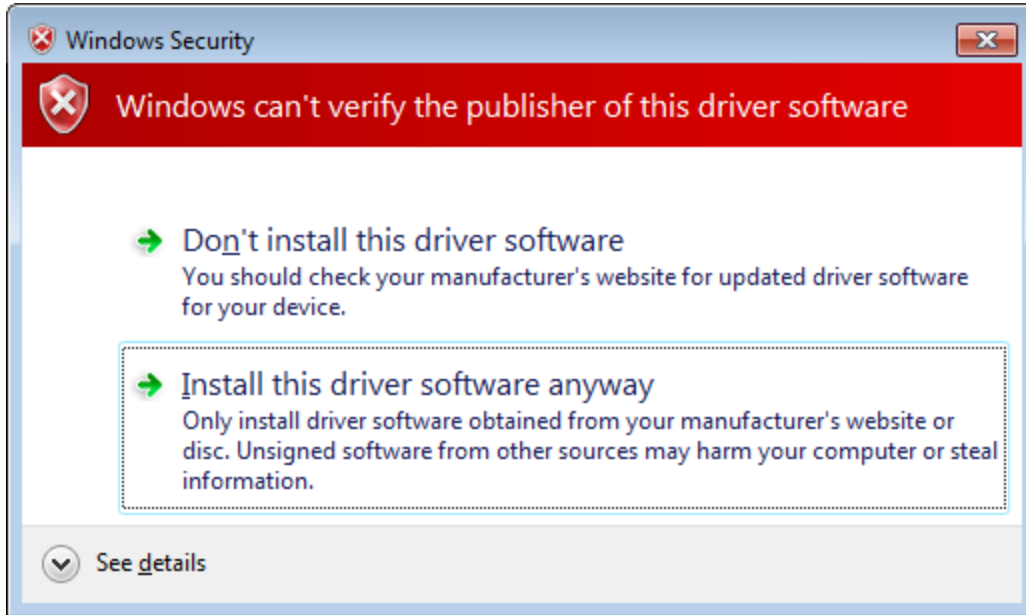 Windows Security
Windows can't verify the publisher of this driver software
Don't install this driver software
You should check your manufacturer's website for updated driver software
for your device.
Install this driver software anyway
Only install driver software obtained from your manufacturer's website or
disc. Unsigned software from other sources may harm your computer or steal
information.
See details